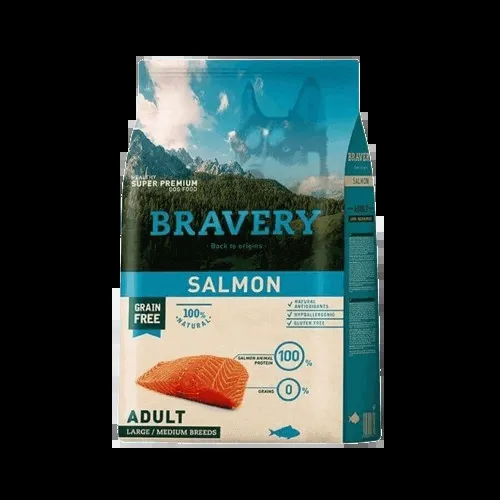 HEALTHY
SUPER PREMIUM
DOG FOOD
BRAVERY
· Back to origins ·
SALMON
GRAIN
FREE
100%
NATURAL
NATURAL
ANTIOXIDANTS
HYPOALLERGENIC
GLUTEN FREE
SALMON ANIMAL
PROTEIN
100 %
GRAINS
0 %
ADULT
LARGE / MEDIUM BREEDS
BRAVERY
SALMON
ADULT